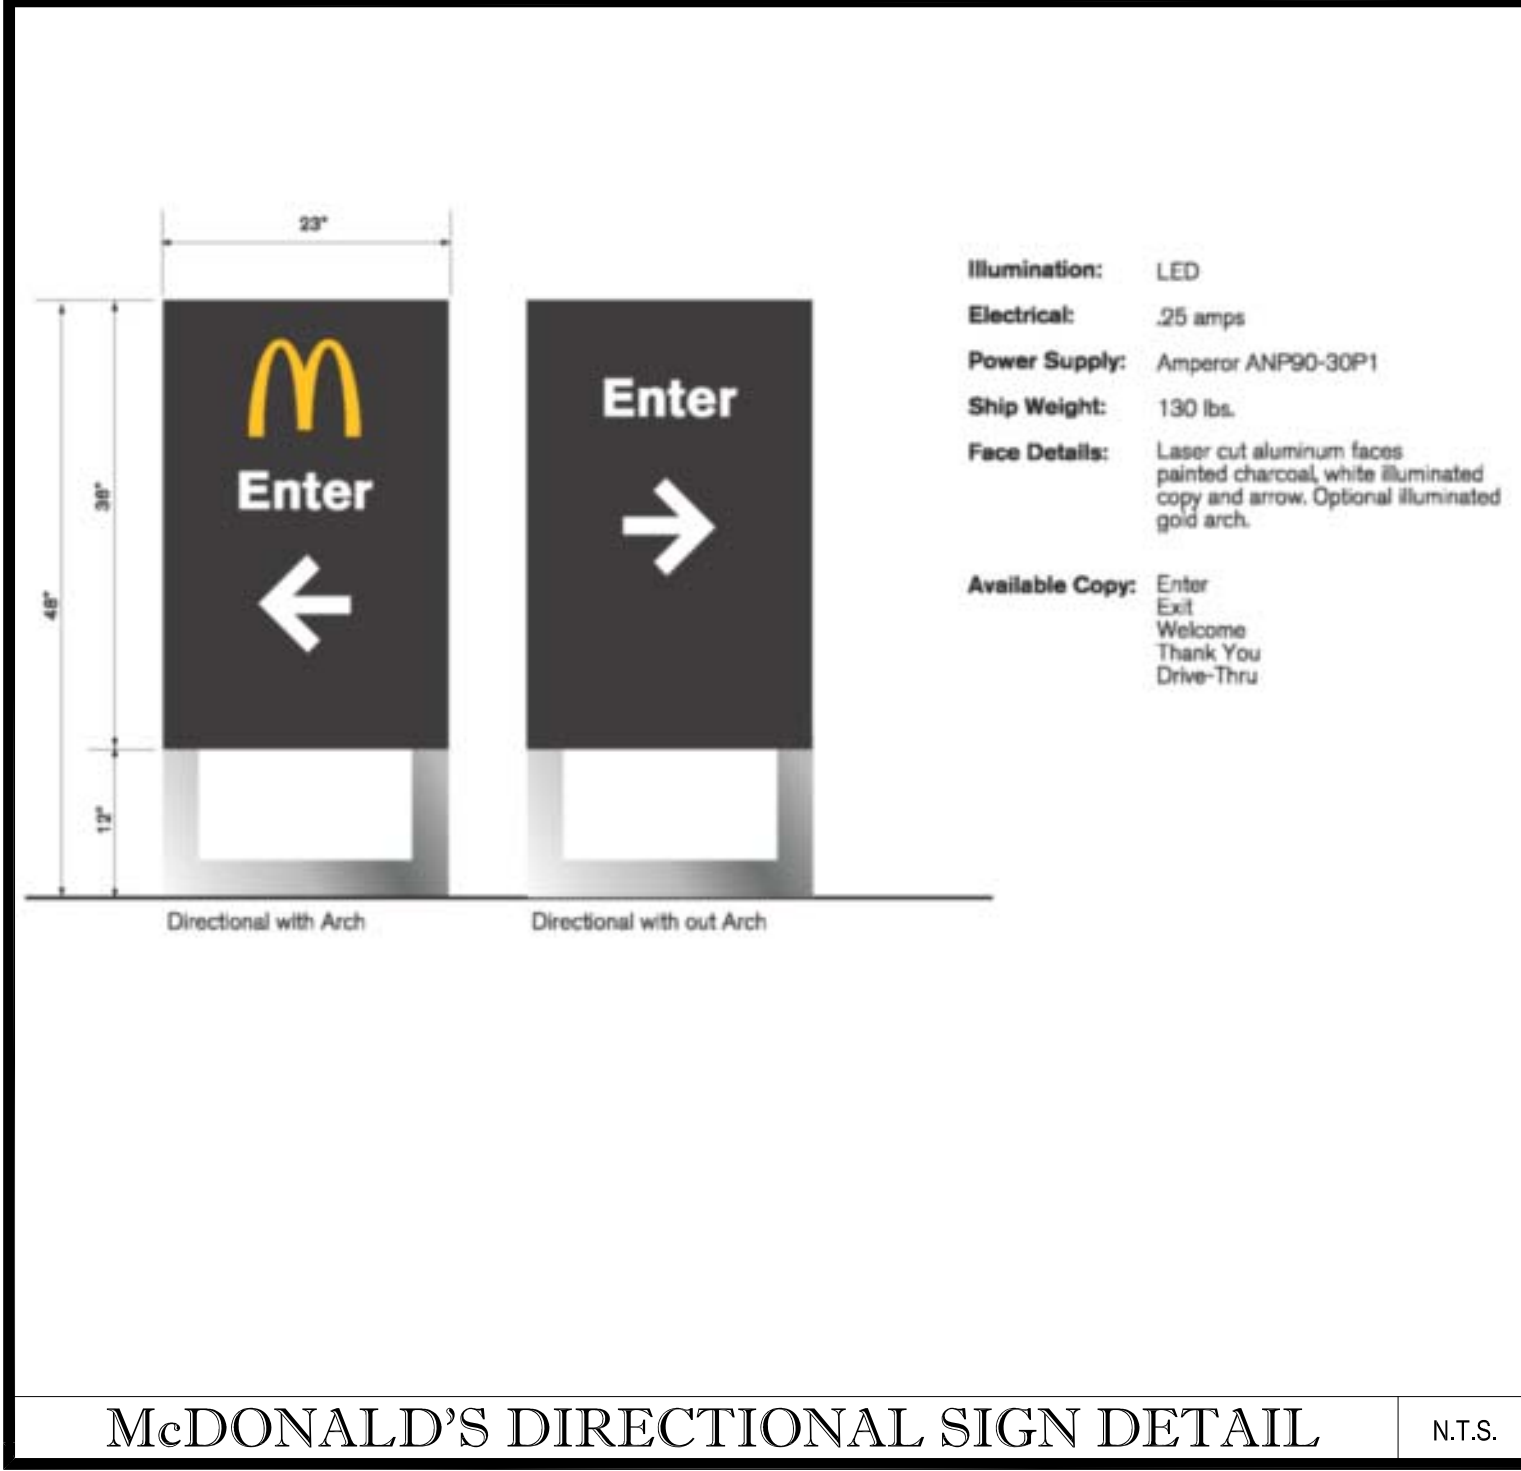 23"
36"
48"
12"
Enter
Enter
Directional with Arch
Directional with out Arch
Illumination: LED
Electrical: .25 amps
Power Supply: Amperor ANP90-30P1
Ship Weight: 130 lbs.
Face Details: Laser cut aluminum faces
painted charcoal, white illuminated
copy and arrow. Optional illuminated
gold arch.
Available Copy: Enter
Exit
Welcome
Thank You
Drive-Thru
McDONALD'S DIRECTIONAL SIGN DETAIL
N.T.S.